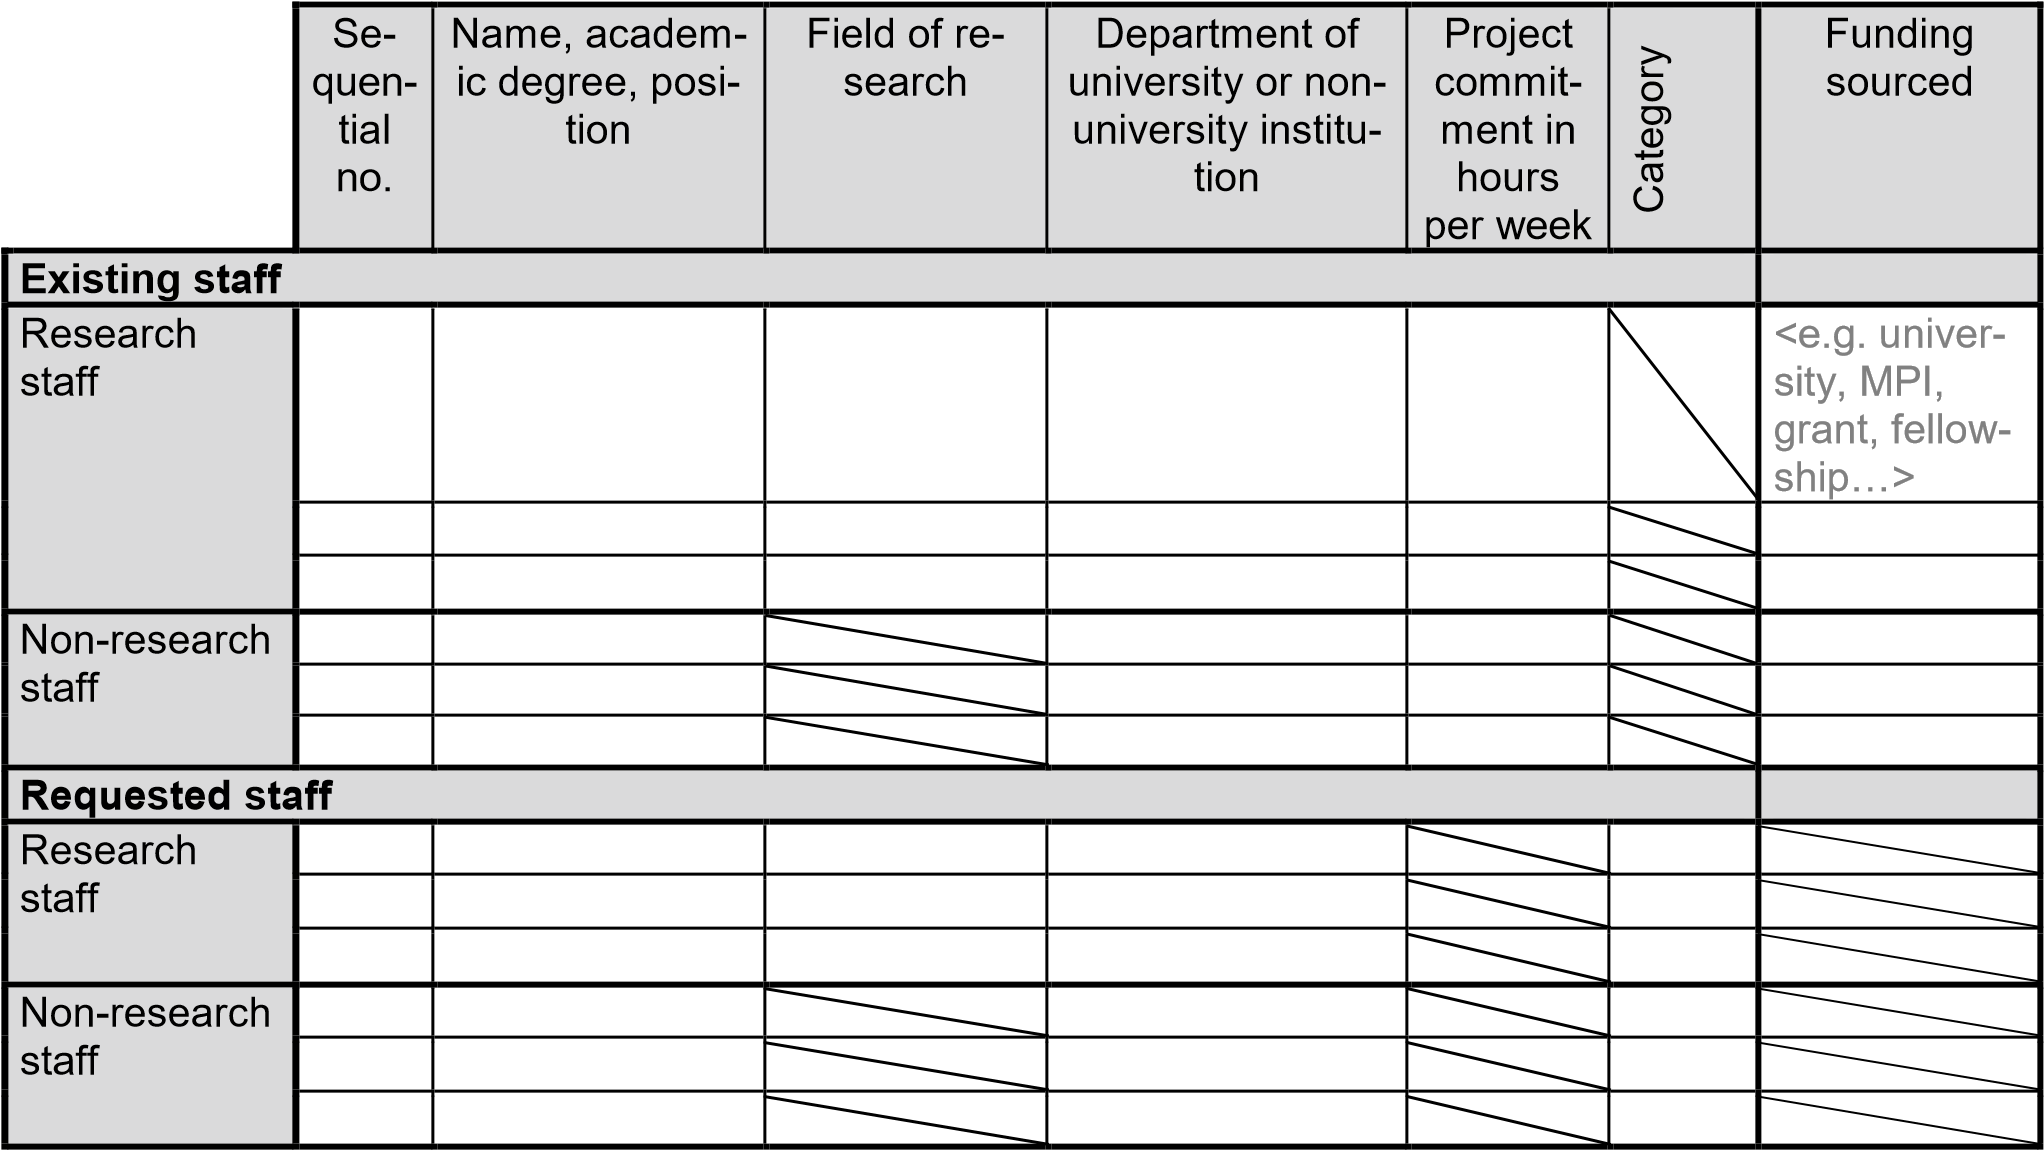 Se-
quen-
tial
no.
Name, academ-
ic degree, posi-
tion
Field of re-
search
Department of
university or non-
university institu-
tion
Project
commit-
ment in
hours
per week
Category
Funding
sourced
Existing staff
Research
staff
<e.g. univer-
sity, MPI,
grant, fellow-
ship…>
Non-research
staff
Requested staff
Research
staff
Non-research
staff